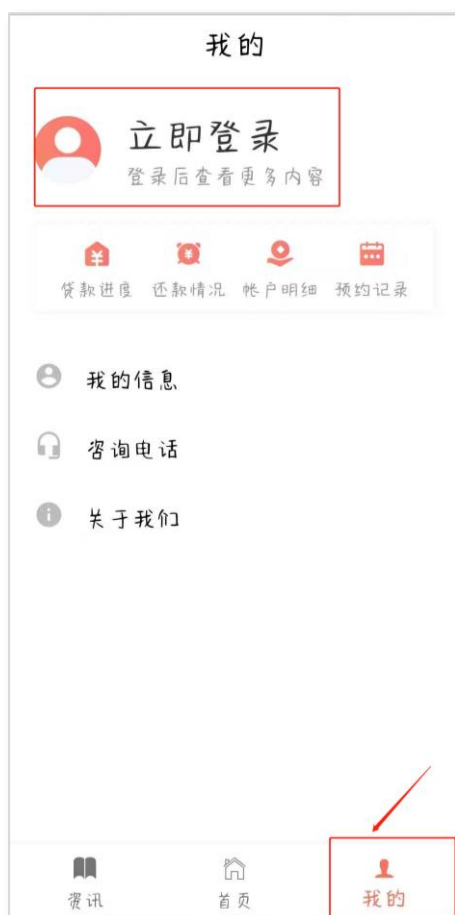 我的
立即登录
登录后查看更多内容
贷款进度 还款情况 帐户明细 预约记录
我的信息
咨询电话
关于我们
资讯 首页 我的